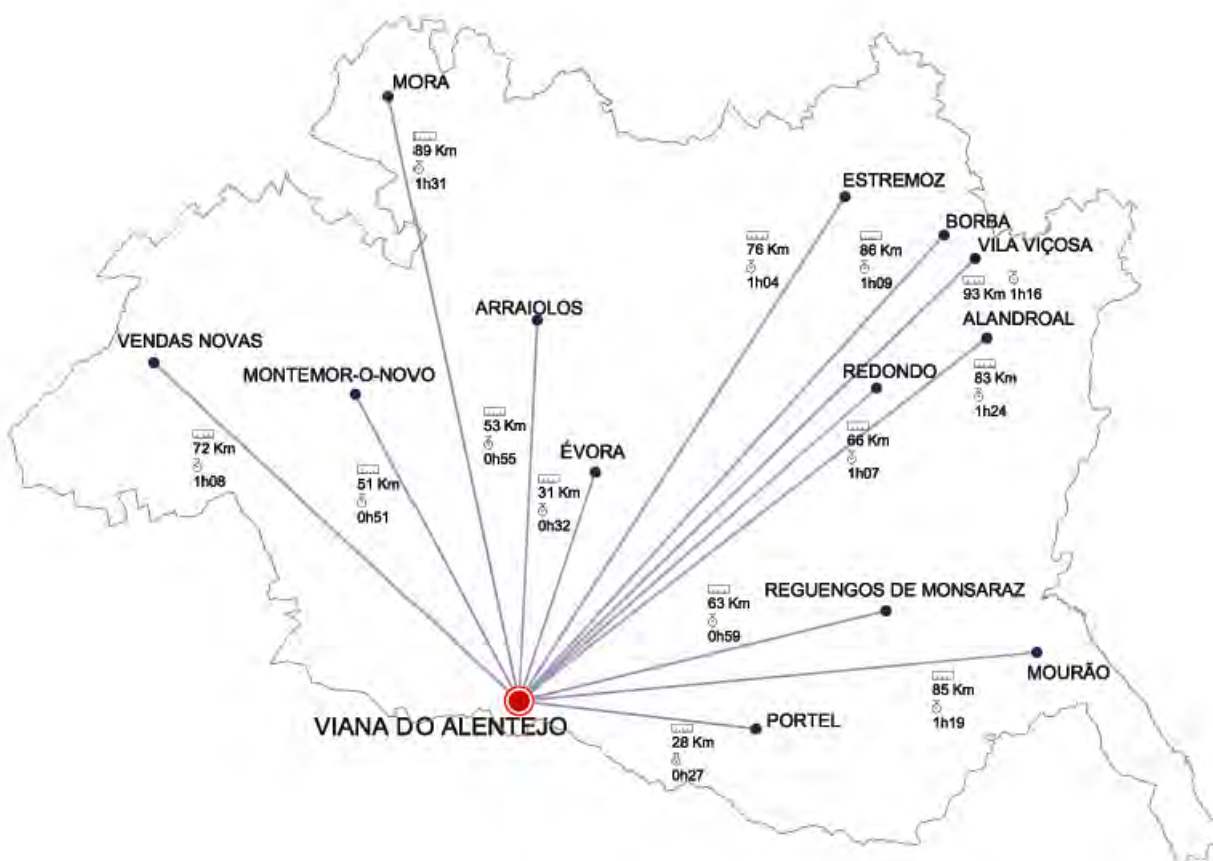 MORA
89 Km
1h31
ESTREMOZ
76 Km
1h04
BORBA
86 Km
1h09
VILA VIÇOSA
93 Km 1h16
ALANDROAL
83 Km
1h24
ARRAIOLOS
53 Km
0h55
VENDAS NOVAS
72 Km
1h08
MONTEMOR-O-NOVO
51 Km
0h51
REDONDO
66 Km
1h07
ÉVORA
31 Km
0h32
REGUENGOS DE MONSARAZ
63 Km
0h59
MOURÃO
85 Km
1h19
PORTEL
28 Km
0h27
VIANA DO ALENTEJO